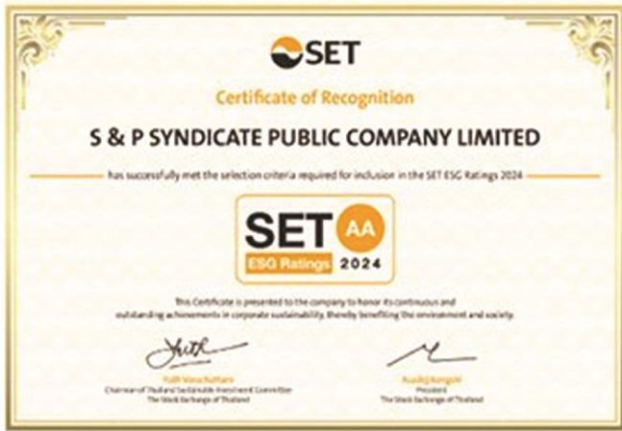 SET
Certificate of Recognition
S & P SYNDICATE PUBLIC COMPANY LIMITED
has successfully met the selection criteria required for inclusion in the SET ESG Ratings 2024
SET AA
ESG Ratings 2024
This Certificate is presented to the company to honor its continuous and
outstanding achievements in corporate sustainability, thereby benefiting the environment and society.
Chairman of Thailand Sustainable Investment Committee
The Stock Exchange of Thailand
President
The Stock Exchange of Thailand